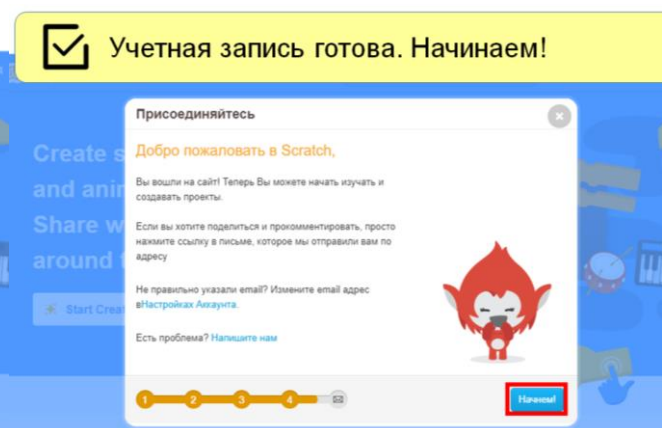 Учетная запись готова. Начинаем!
Присоединяйтесь
Create s
and anim
Share w
around t
Start Creat
Добро пожаловать в Scratch,
Вы вошли на сайт! Теперь Вы можете начать изучать и
создавать проекты.
Если вы хотите поделиться и прокомментировать, просто
нажмите ссылку в письме, которое мы отправили вам по
адресу
Не правильно указали email? Измените email адрес
вНастройках Аккаунта.
Есть проблема? Напишите нам
1 2 3 4
Начнем!